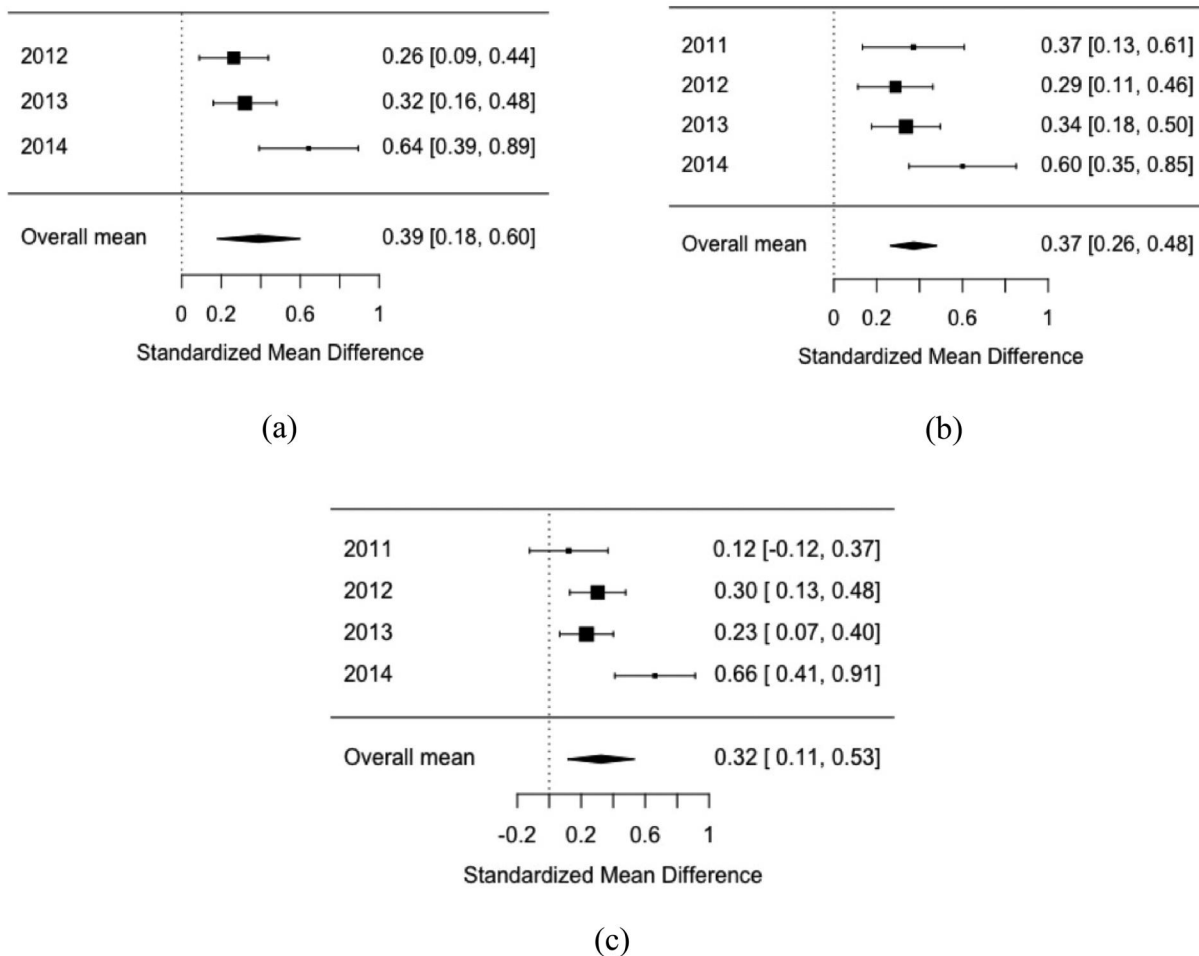 2012 0.26 [0.09, 0.44]
2013 0.32 [0.16, 0.48]
2014 0.64 [0.39, 0.89]
Overall mean 0.39 [0.18, 0.60]
0 0.2 0.6 1
Standardized Mean Difference
(a)
2011 0.37 [0.13, 0.61]
2012 0.29 [0.11, 0.46]
2013 0.34 [0.18, 0.50]
2014 0.60 [0.35, 0.85]
Overall mean 0.37 [0.26, 0.48]
0 0.2 0.6 1
Standardized Mean Difference
(b)
2011 0.12 [-0.12, 0.37]
2012 0.30 [ 0.13, 0.48]
2013 0.23 [ 0.07, 0.40]
2014 0.66 [ 0.41, 0.91]
Overall mean 0.32 [ 0.11, 0.53]
-0.2 0.2 0.6 1
Standardized Mean Difference
(c)